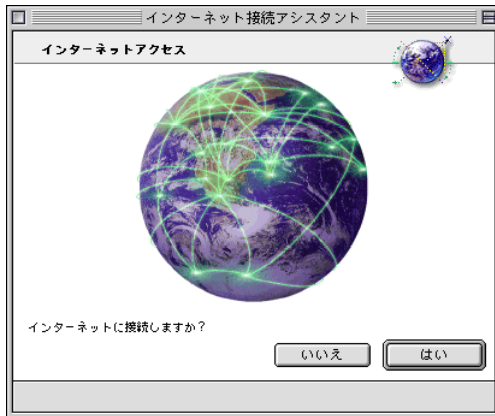 インターネット接続アシスタント
インターネットアクセス
インターネットに接続しますか？
いいえ
はい